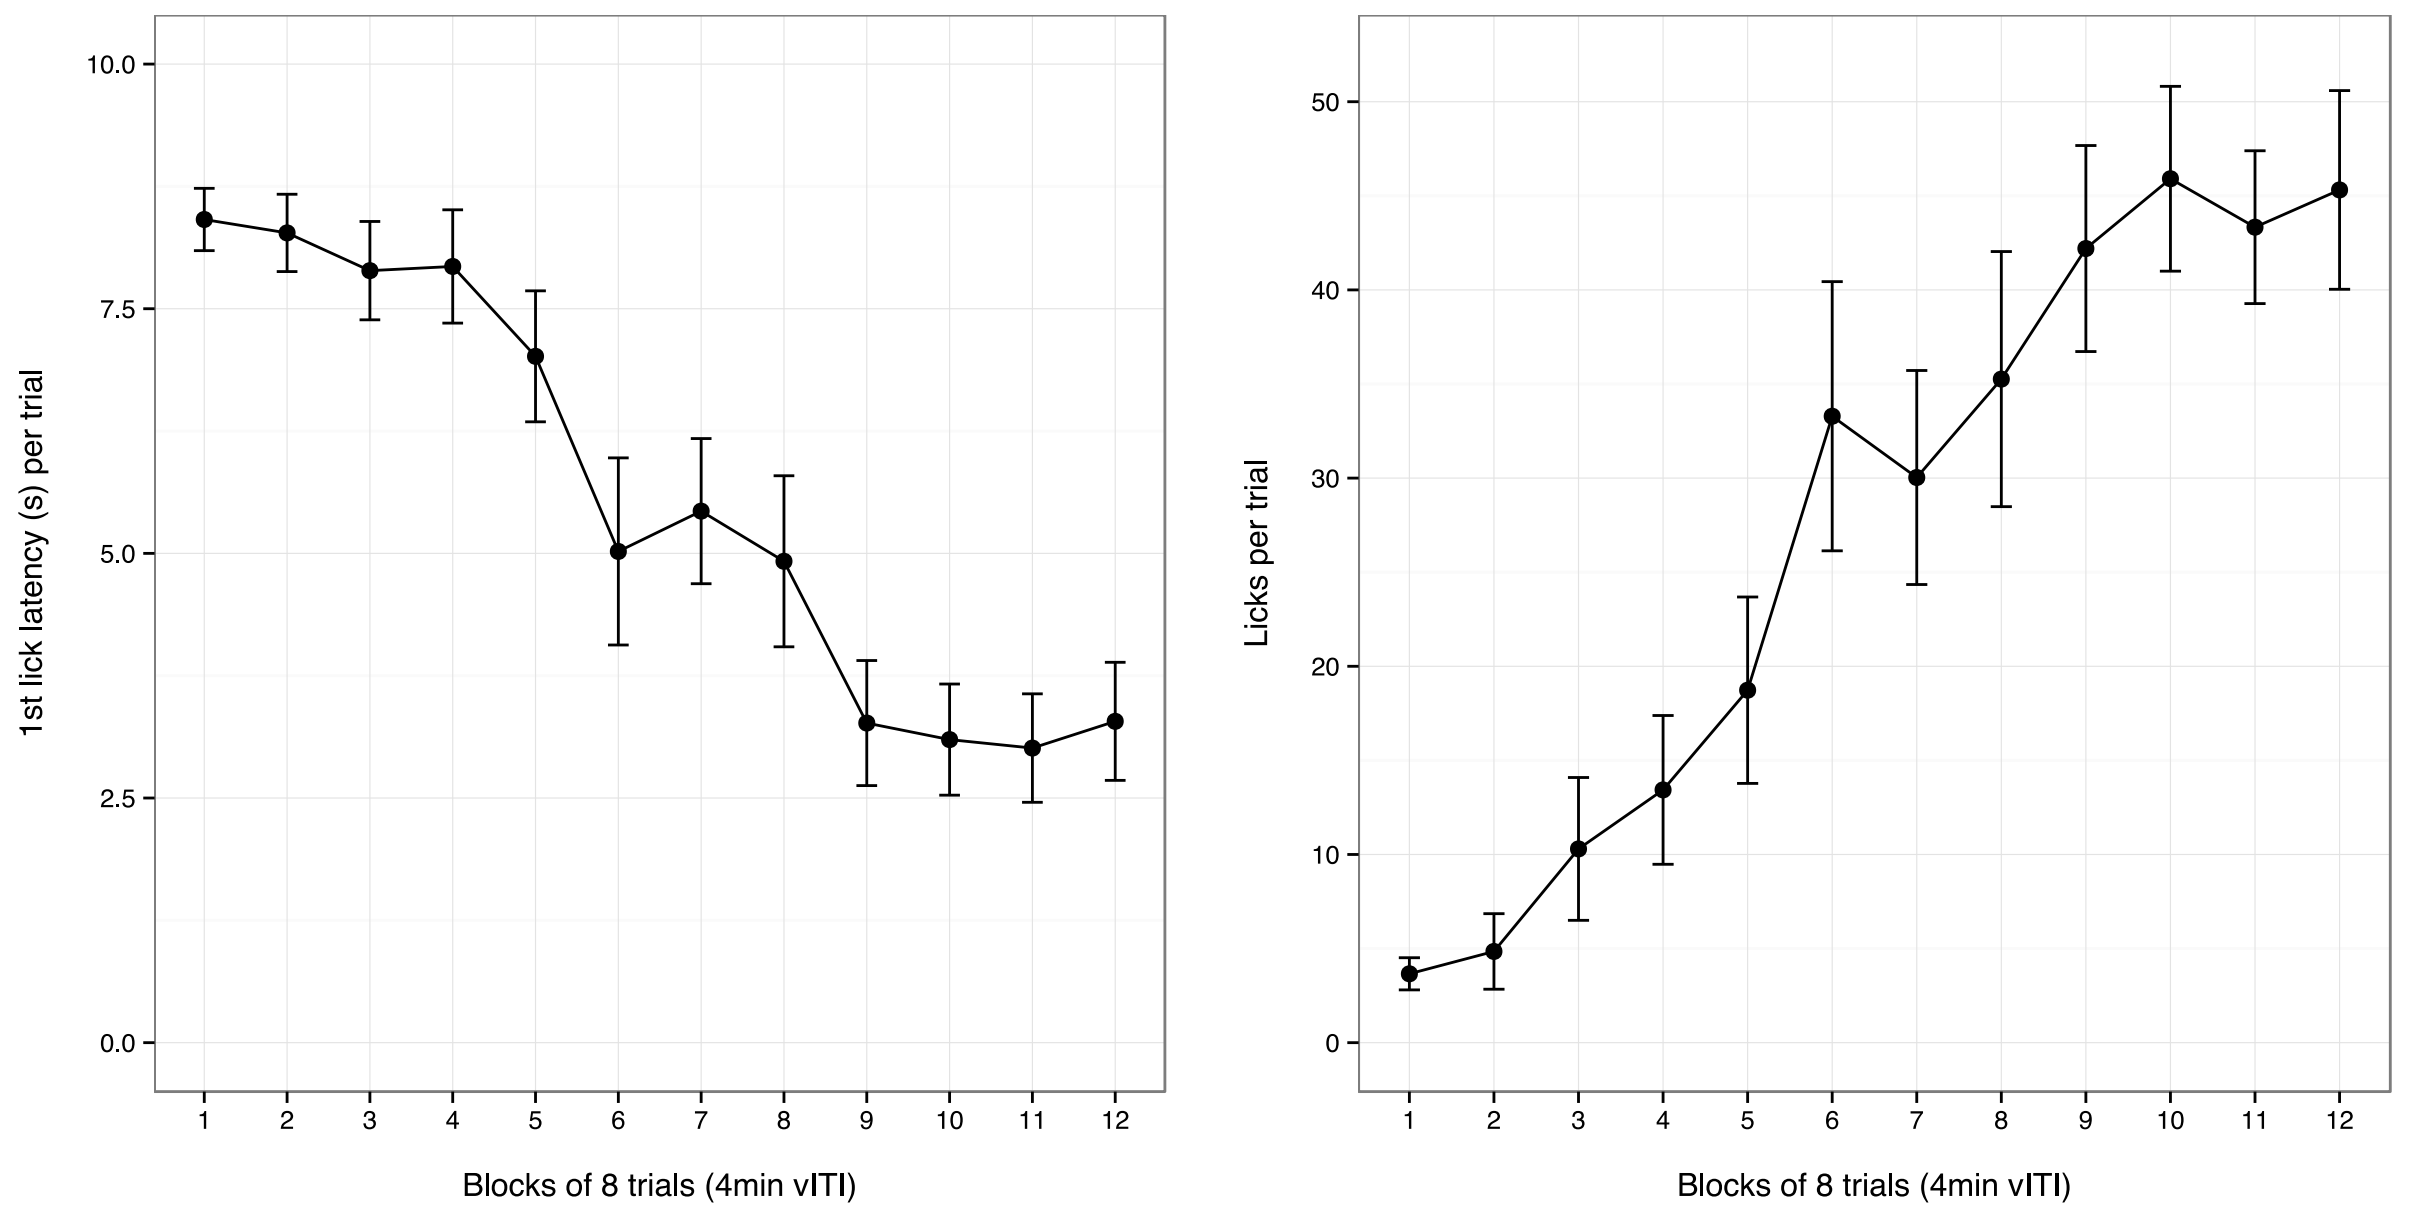 1st lick latency (s) per trial
10.0
7.5
5.0
2.5
0.0
1 2 3 4 5 6 7 8 9 10 11 12
Blocks of 8 trials (4min vITI)
Licks per trial
50
40
30
20
10
0
1 2 3 4 5 6 7 8 9 10 11 12
Blocks of 8 trials (4min vITI)